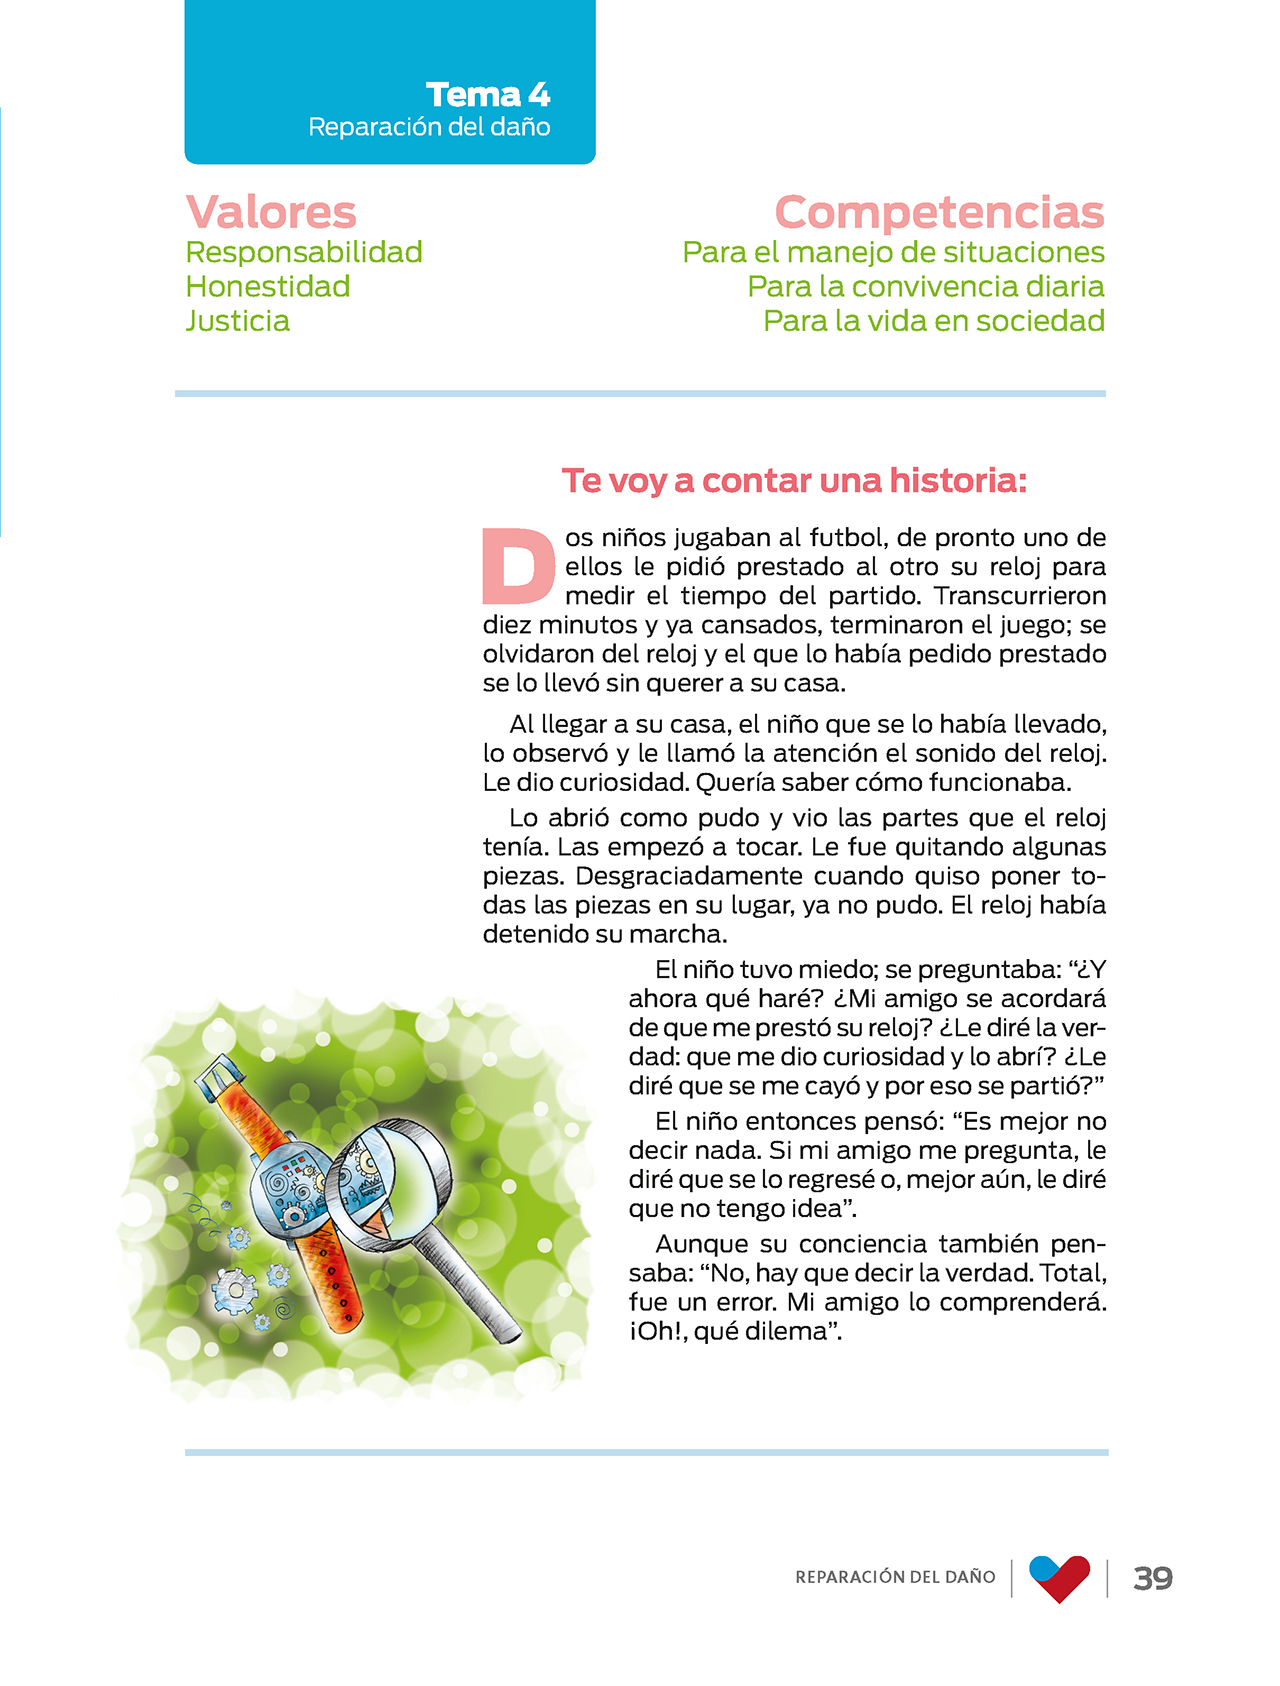 Tema 4
Reparación del daño
Valores
Responsabilidad
Honestidad
Justicia
Competencias
Para el manejo de situaciones
Para la convivencia diaria
Para la vida en sociedad
Te voy a contar una historia:
Dos niños jugaban al futbol, de pronto uno de
ellos le pidió prestado al otro su reloj para
medir el tiempo del partido. Transcurrieron
diez minutos y ya cansados, terminaron el juego; se
olvidaron del reloj y el que lo había pedido prestado
se lo llevó sin querer a su casa.
Al llegar a su casa, el niño que se lo había llevado,
lo observó y le llamó la atención el sonido del reloj.
Le dio curiosidad. Quería saber cómo funcionaba.
Lo abrió como pudo y vio las partes que el reloj
tenía. Las empezó a tocar. Le fue quitando algunas
piezas. Desgraciadamente cuando quiso poner to-
das las piezas en su lugar, ya no pudo. El reloj había
detenido su marcha.
El niño tuvo miedo; se preguntaba: “¿Y
ahora qué haré? ¿Mi amigo se acordará
de que me prestó su reloj? ¿Le diré la ver-
dad: que me dio curiosidad y lo abrí? ¿Le
diré que se me cayó y por eso se partió?”
El niño entonces pensó: “Es mejor no
decir nada. Si mi amigo me pregunta, le
diré que se lo regresé o, mejor aún, le diré
que no tengo idea”.
Aunque su conciencia también pen-
saba: “No, hay que decir la verdad. Total,
fue un error. Mi amigo lo comprenderá.
¡Oh!, qué dilema”.
REPARACIÓN DEL DAÑO
39